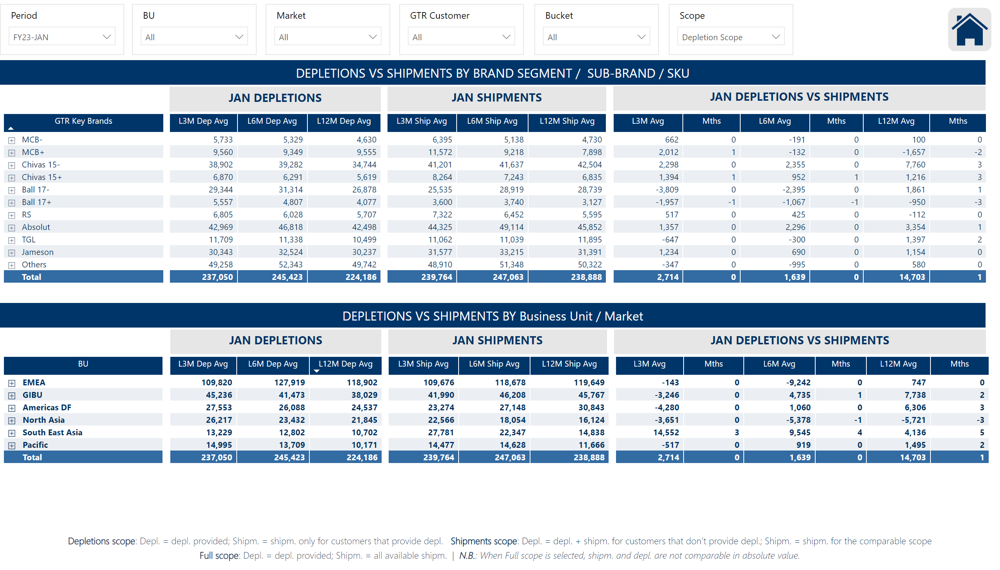 Period BU Market GTR Customer Bucket Scope
FY23-JAN All All All All Depletion Scope
DEPLETIONS VS SHIPMENTS BY BRAND SEGMENT / SUB-BRAND / SKU
JAN DEPLETIONS JAN SHIPMENTS JAN DEPLETIONS VS SHIPMENTS
GTR Key Brands L3M Dep Avg L6M Dep Avg L12M Dep Avg L3M Ship Avg L6M Ship Avg L12M Ship Avg L3M Avg Mths L6M Avg Mths L12M Avg Mths
MCB- 5,733 5,329 4,630 6,395 5,138 4,730 662 0 -191 0 100 0
MCB+ 9,560 9,349 9,555 11,572 9,218 7,898 2,012 1 -132 0 -1,657 -2
Chivas 15- 38,902 39,282 34,744 41,201 41,637 42,504 2,298 0 2,355 0 7,760 3
Chivas 15+ 6,870 6,291 5,619 8,264 7,243 6,835 1,394 1 952 1 1,216 3
Ball 17- 29,344 31,314 26,878 25,535 28,919 28,739 -3,809 0 -2,395 0 1,861 1
Ball 17+ 5,557 4,807 4,077 3,600 3,740 3,127 -1,957 -1 -1,067 -1 -950 -3
RS 6,805 6,028 5,707 7,322 6,452 5,595 517 0 425 0 -112 0
Absolut 42,969 46,818 42,498 44,325 49,114 45,852 1,357 0 2,296 0 3,354 1
TGL 11,709 11,338 10,499 11,062 11,039 11,895 -647 0 -300 0 1,397 2
Jameson 30,343 32,524 30,237 31,577 33,215 31,391 1,234 0 690 0 1,154 0
Others 49,258 52,343 49,742 48,910 51,348 50,322 -347 0 -995 0 580 0
Total 237,050 245,423 224,186 239,764 247,063 238,888 2,714 0 1,639 0 14,703 1
DEPLETIONS VS SHIPMENTS BY Business Unit / Market
JAN DEPLETIONS JAN SHIPMENTS JAN DEPLETIONS VS SHIPMENTS
BU L3M Dep Avg L6M Dep Avg L12M Dep Avg L3M Ship Avg L6M Ship Avg L12M Ship Avg L3M Avg Mths L6M Avg Mths L12M Avg Mths
EMEA 109,820 127,919 118,902 109,676 118,678 119,649 -143 0 -9,242 0 747 0
GIBU 45,236 41,473 38,029 41,990 46,208 45,767 -3,246 0 4,735 1 7,738 2
Americas DF 27,553 26,088 24,537 23,274 27,148 30,843 -4,280 0 1,060 0 6,306 3
North Asia 26,217 23,432 21,845 22,566 18,054 16,124 -3,651 0 -5,378 -1 -5,721 -3
South East Asia 13,229 12,802 10,702 27,781 22,347 14,838 14,552 3 9,545 4 4,136 5
Pacific 14,995 13,709 10,171 14,477 14,628 11,666 -517 0 919 0 1,495 2
Total 237,050 245,423 224,186 239,764 247,063 238,888 2,714 0 1,639 0 14,703 1
Depletions scope: Depl. = depl. provided; Shipm. = shipm. only for customers that provide depl. Shipments scope: Depl. = depl. + shipm. for customers that don’t provide depl.; Shipm. = shipm. for the comparable scope
Full scope: Depl. = depl. provided; Shipm. = all available shipm. | N.B.: When Full scope is selected, shipm. and depl. are not comparable in absolute value.